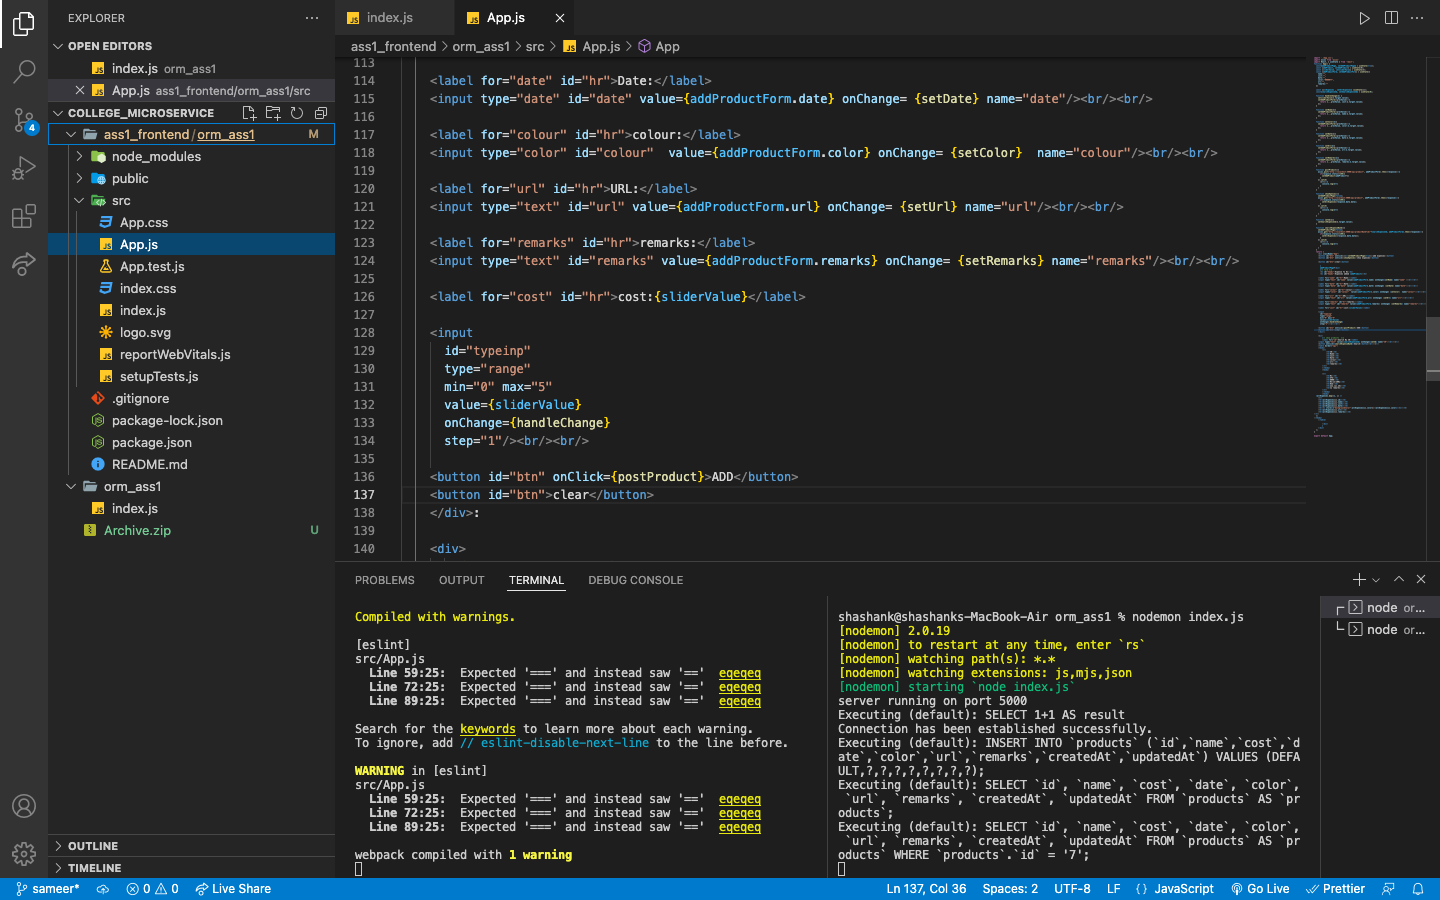 EXPLORER
OPEN EDITORS
index.js orm_ass1
App.js ass1_frontend/orm_ass1/src
COLLEGE_MICROSERVICE
ass1_frontend/orm_ass1 M
node_modules
public
src
App.css
App.js
App.test.js
index.css
index.js
logo.svg
reportWebVitals.js
setupTests.js
.gitignore
package-lock.json
package.json
README.md
orm_ass1
index.js
Archive.zip U
OUTLINE
TIMELINE
4
index.js App.js
ass1_frontend > orm_ass1 > src > App.js > App
113
114 <label for="date" id="hr">Date:</label>
115 <input type="date" id="date" value={addProductForm.date} onChange= {setDate} name="date"/><br/><br/>
116
117 <label for="colour" id="hr">colour:</label>
118 <input type="color" id="colour"  value={addProductForm.color} onChange= {setColor}  name="colour"/><br/><br/>
119
120 <label for="url" id="hr">URL:</label>
121 <input type="text" id="url" value={addProductForm.url} onChange= {setUrl} name="url"/><br/><br/>
122
123 <label for="remarks" id="hr">remarks:</label>
124 <input type="text" id="remarks" value={addProductForm.remarks} onChange= {setRemarks} name="remarks"/><br/><br/>
125
126 <label for="cost" id="hr">cost:{sliderValue}</label>
127
128 <input
129 id="typeinp"
130 type="range"
131 min="0" max="5"
132 value={sliderValue}
133 onChange={handleChange}
134 step="1"/><br/><br/>
135
136 <button id="btn" onClick={postProduct}>ADD</button>
137 <button id="btn">clear</button>
138 </div>:
139
140 <div>
PROBLEMS OUTPUT TERMINAL DEBUG CONSOLE
Compiled with warnings.
[eslint]
src/App.js
Line 59:25:  Expected '===' and instead saw '=='  eqeqeq
Line 72:25:  Expected '===' and instead saw '=='  eqeqeq
Line 89:25:  Expected '===' and instead saw '=='  eqeqeq
Search for the keywords to learn more about each warning.
To ignore, add // eslint-disable-next-line to the line before.
WARNING in [eslint]
src/App.js
Line 59:25:  Expected '===' and instead saw '=='  eqeqeq
Line 72:25:  Expected '===' and instead saw '=='  eqeqeq
Line 89:25:  Expected '===' and instead saw '=='  eqeqeq
webpack compiled with 1 warning
shashank@shashanks-MacBook-Air orm_ass1 % nodemon index.js
[nodemon] 2.0.19
[nodemon] to restart at any time, enter `rs`
[nodemon] watching path(s): *.*
[nodemon] watching extensions: js,mjs,json
[nodemon] starting `node index.js`
server running on port 5000
Executing (default): SELECT 1+1 AS result
Connection has been established successfully.
Executing (default): INSERT INTO `products` (`id`,`name`,`cost`,`d
ate`,`color`,`url`,`remarks`,`createdAt`,`updatedAt`) VALUES (DEFA
ULT,?,?,?,?,?,?,?,?);
Executing (default): SELECT `id`, `name`, `cost`, `date`, `color`,
`url`, `remarks`, `createdAt`, `updatedAt` FROM `products` AS `pr
oducts`;
Executing (default): SELECT `id`, `name`, `cost`, `date`, `color`,
`url`, `remarks`, `createdAt`, `updatedAt` FROM `products` AS `pr
oducts` WHERE `products`.`id` = '7';
node or...
node or...
sameer* 0 0 Live Share Ln 137, Col 36 Spaces: 2 UTF-8 LF {} JavaScript Go Live Prettier